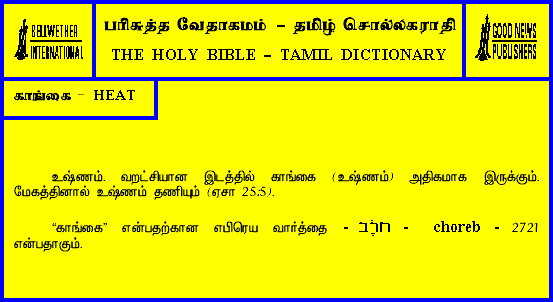 BELLWETHER
INTERNATIONAL
பரிசுத்த வேதாகமம் – தமிழ் சொல்லகராதி
THE HOLY BIBLE – TAMIL DICTIONARY
GOOD NEWS
PUBLISHERS
காங்கை - HEAT
உஷ்ணம். வறட்சியான இடத்தில் காங்கை (உஷ்ணம்) அதிகமாக இருக்கும்.
மேகத்தினால் உஷ்ணம் தணியும் (ஏசா 25:5).
“காங்கை” என்பதற்கான எபிரெய வார்த்தை - חֹרֶב - choreb - 2721
என்பதாகும்.